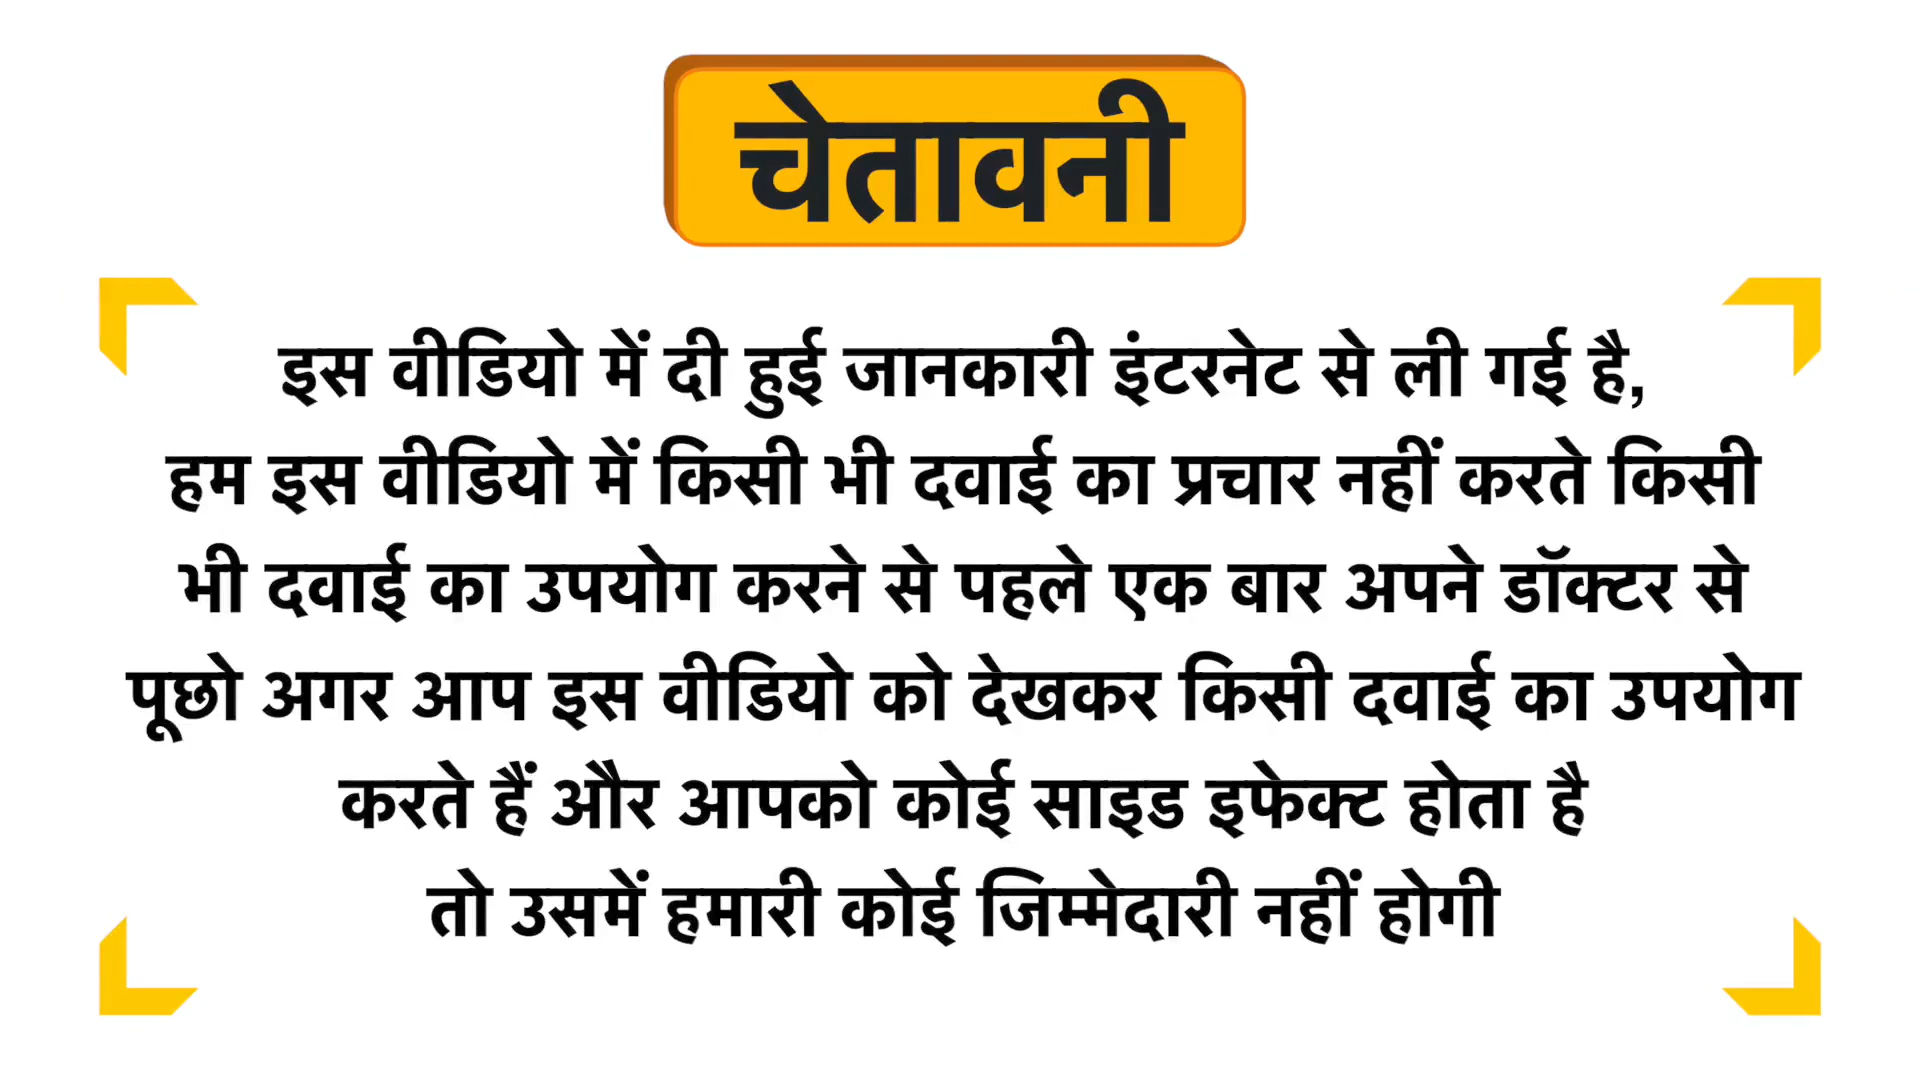 चेतावनी
इस वीडियो में दी हुई जानकारी इंटरनेट से ली गई है,
हम इस वीडियो में किसी भी दवाई का प्रचार नहीं करते किसी
भी दवाई का उपयोग करने से पहले एक बार अपने डॉक्टर से
पूछो अगर आप इस वीडियो को देखकर किसी दवाई का उपयोग
करते हैं और आपको कोई साइड इफेक्ट होता है
तो उसमें हमारी कोई जिम्मेदारी नहीं होगी